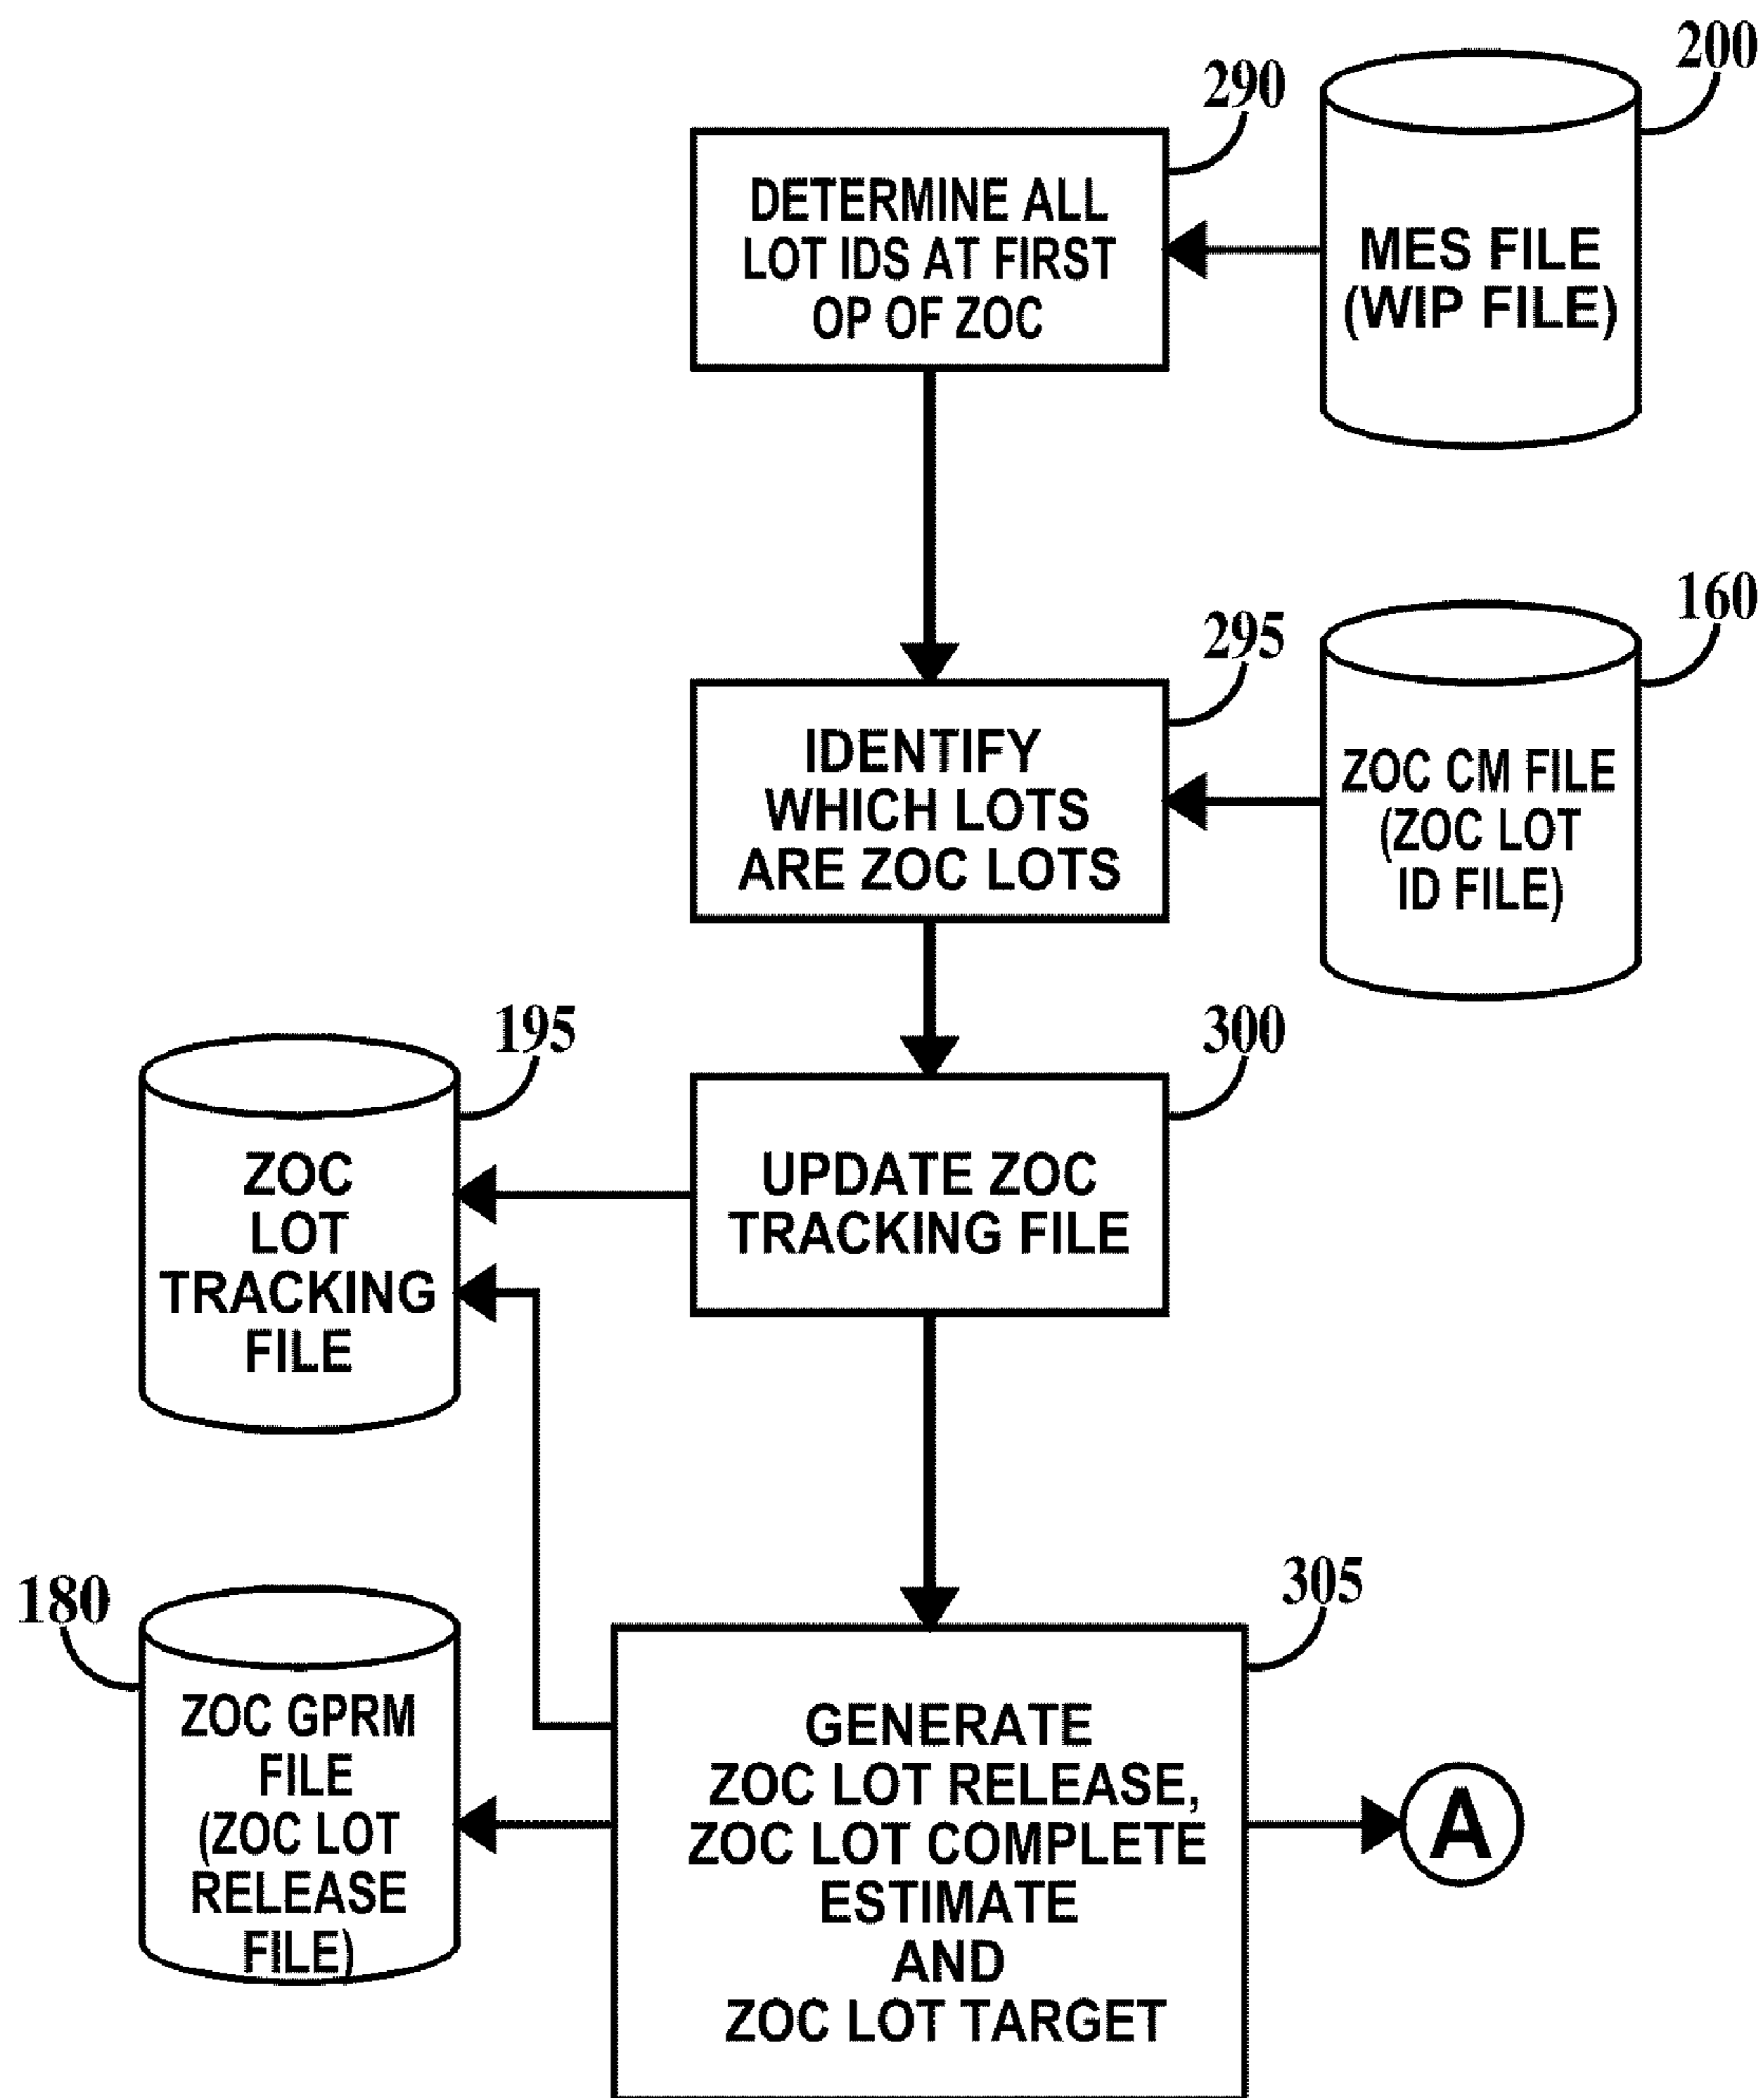 200
290
DETERMINE ALL
LOT IDS AT FIRST
OP OF ZOC
MES FILE
(WIP FILE)
160
295
IDENTIFY
WHICH LOTS
ARE ZOC LOTS
ZOC CM FILE
(ZOC LOT
ID FILE)
195
300
ZOC
LOT
TRACKING
FILE
UPDATE ZOC
TRACKING FILE
180
305
ZOC GPRM
FILE
(ZOC LOT
RELEASE
FILE)
GENERATE
ZOC LOT RELEASE,
ZOC LOT COMPLETE
ESTIMATE
AND
ZOC LOT TARGET
A